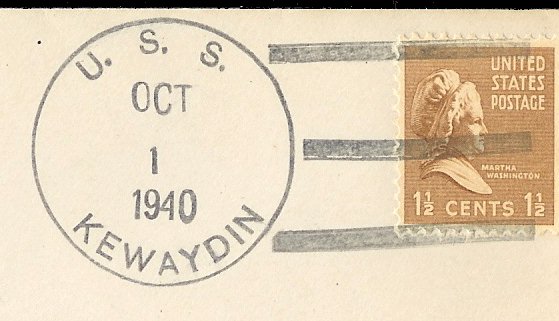 U. S. S.
OCT
1
1940
KEWAYDIN
UNITED
STATES
POSTAGE
MARTHA
WASHINGTON
1½ CENTS 1½